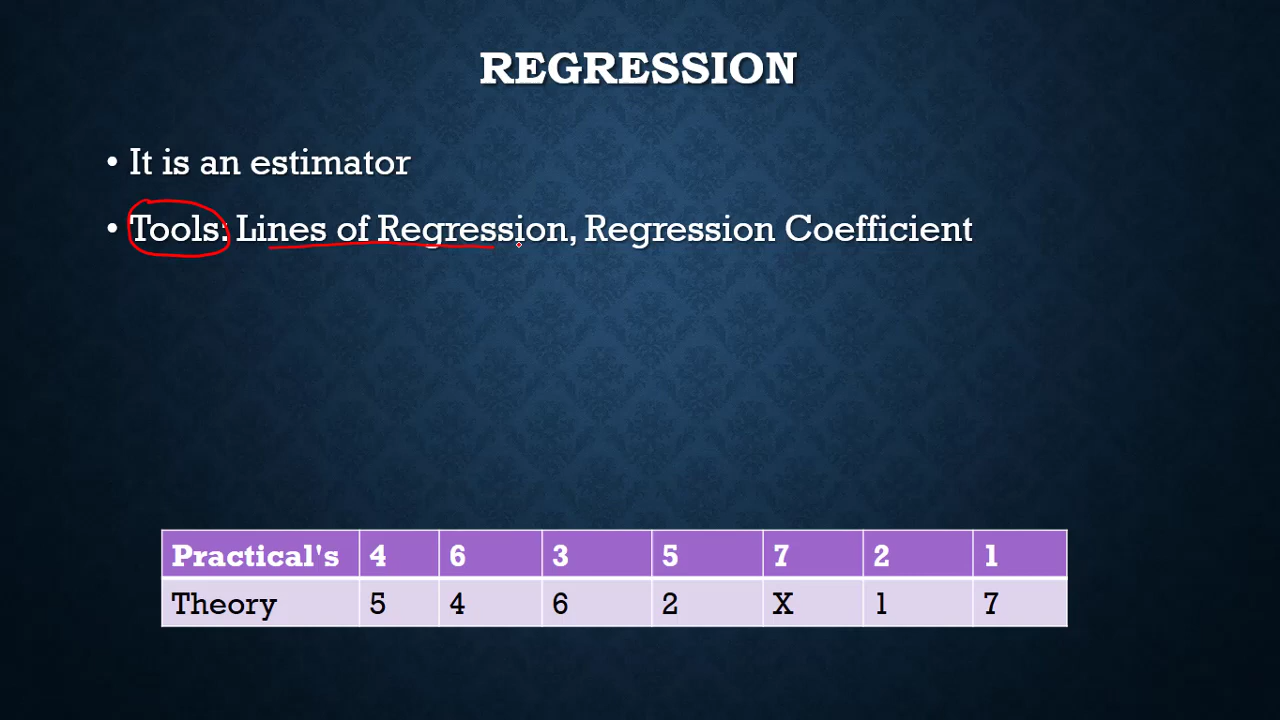 REGRESSION
• It is an estimator
• Tools: Lines of Regression, Regression Coefficient
Practical's 4 6 3 5 7 2 1
Theory 5 4 6 2 X 1 7